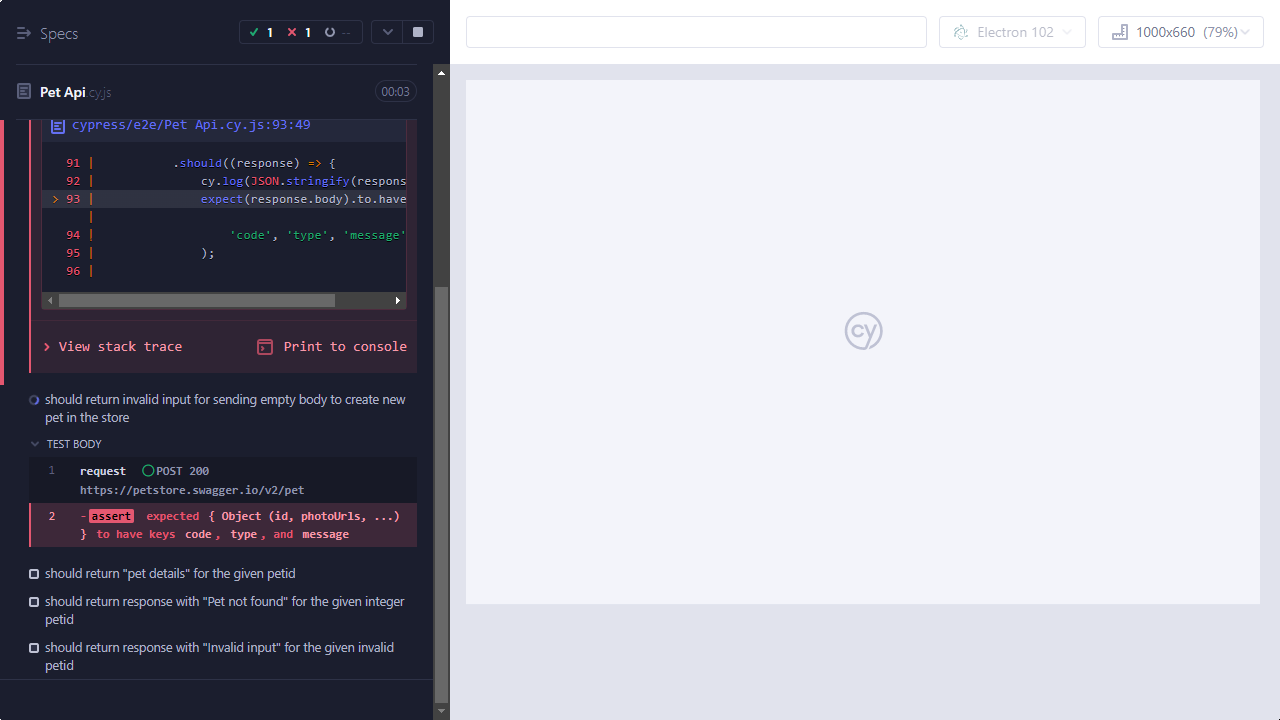 Specs
1
1
--
Electron 102
1000x660 (79%)
Pet Api.cy.js
00:03
cypress/e2e/Pet Api.cy.js:93:49
91 | .should((response) => {
92 | cy.log(JSON.stringify(respons
> 93 | expect(response.body).to.have
|
94 | 'code', 'type', 'message'
95 | );
96 |
View stack trace
Print to console
should return invalid input for sending empty body to create new
pet in the store
TEST BODY
1 request POST 200
https://petstore.swagger.io/v2/pet
2 -assert expected { Object (id, photoUrls, ...)
} to have keys code, type, and message
should return "pet details" for the given petid
should return response with "Pet not found" for the given integer
petid
should return response with "Invalid input" for the given invalid
petid
cy